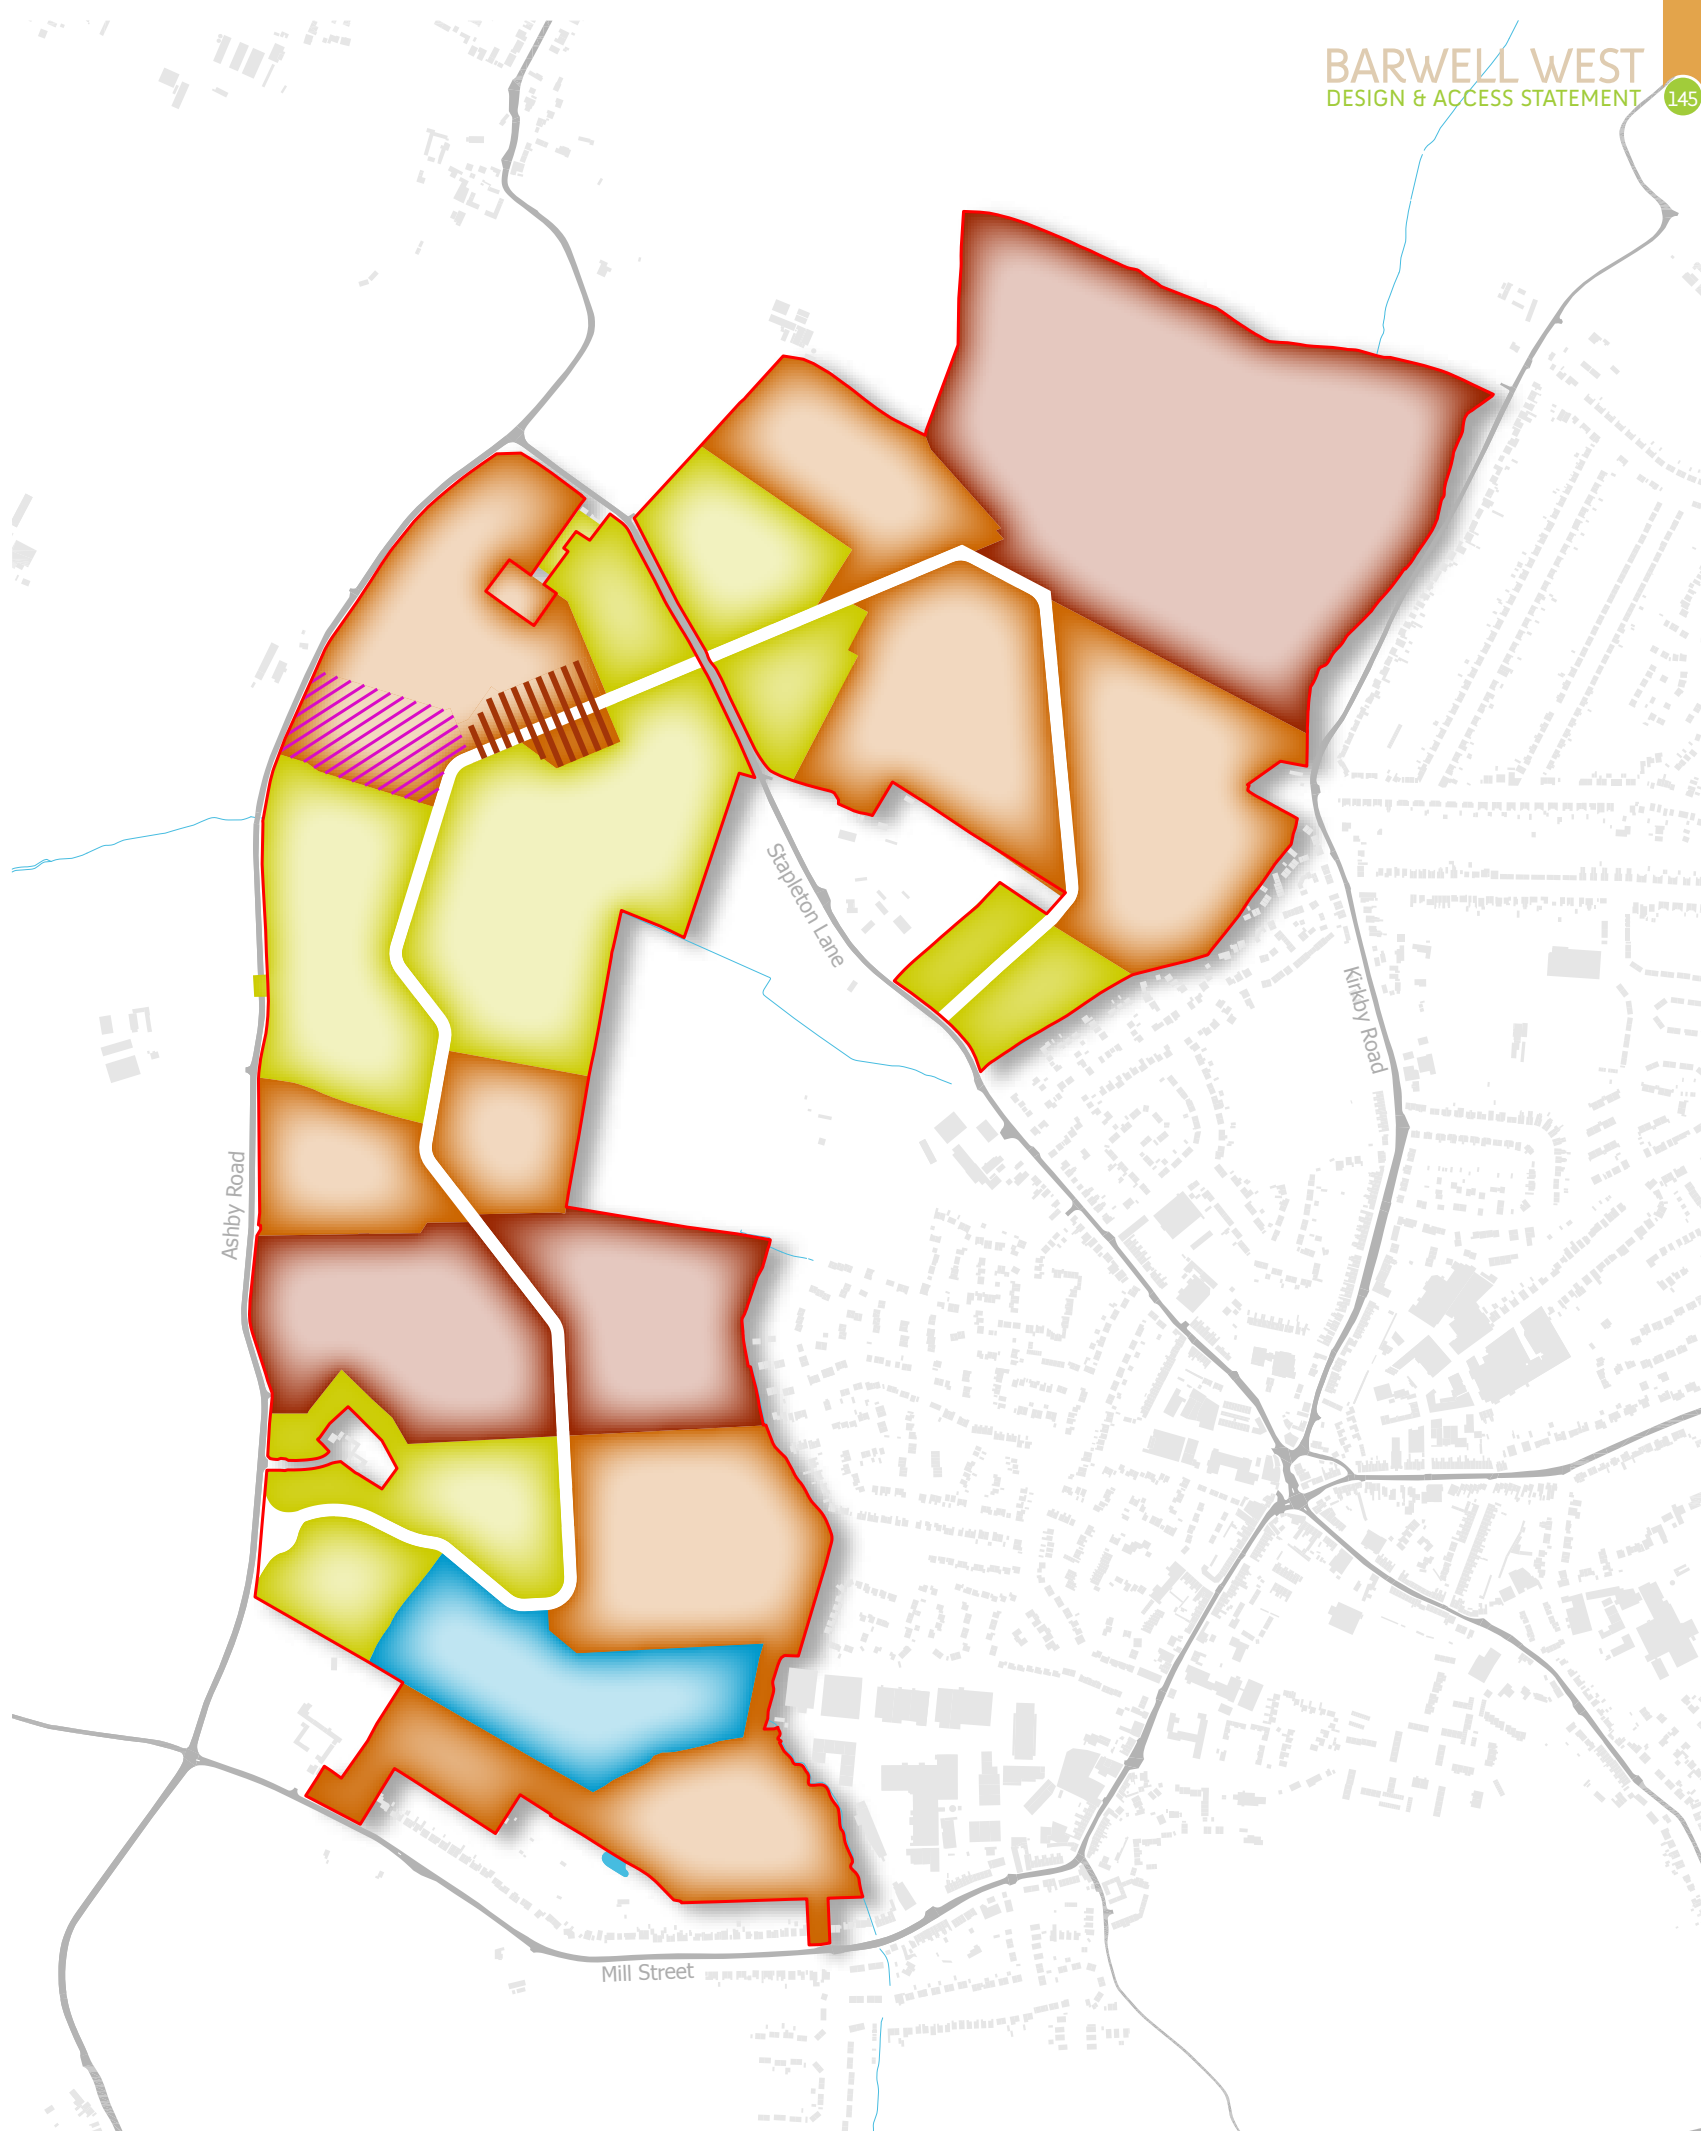 BARWELL WEST
DESIGN & ACCESS STATEMENT
145
Stapleton Lane
Kirkby Road
Ashby Road
Mill Street